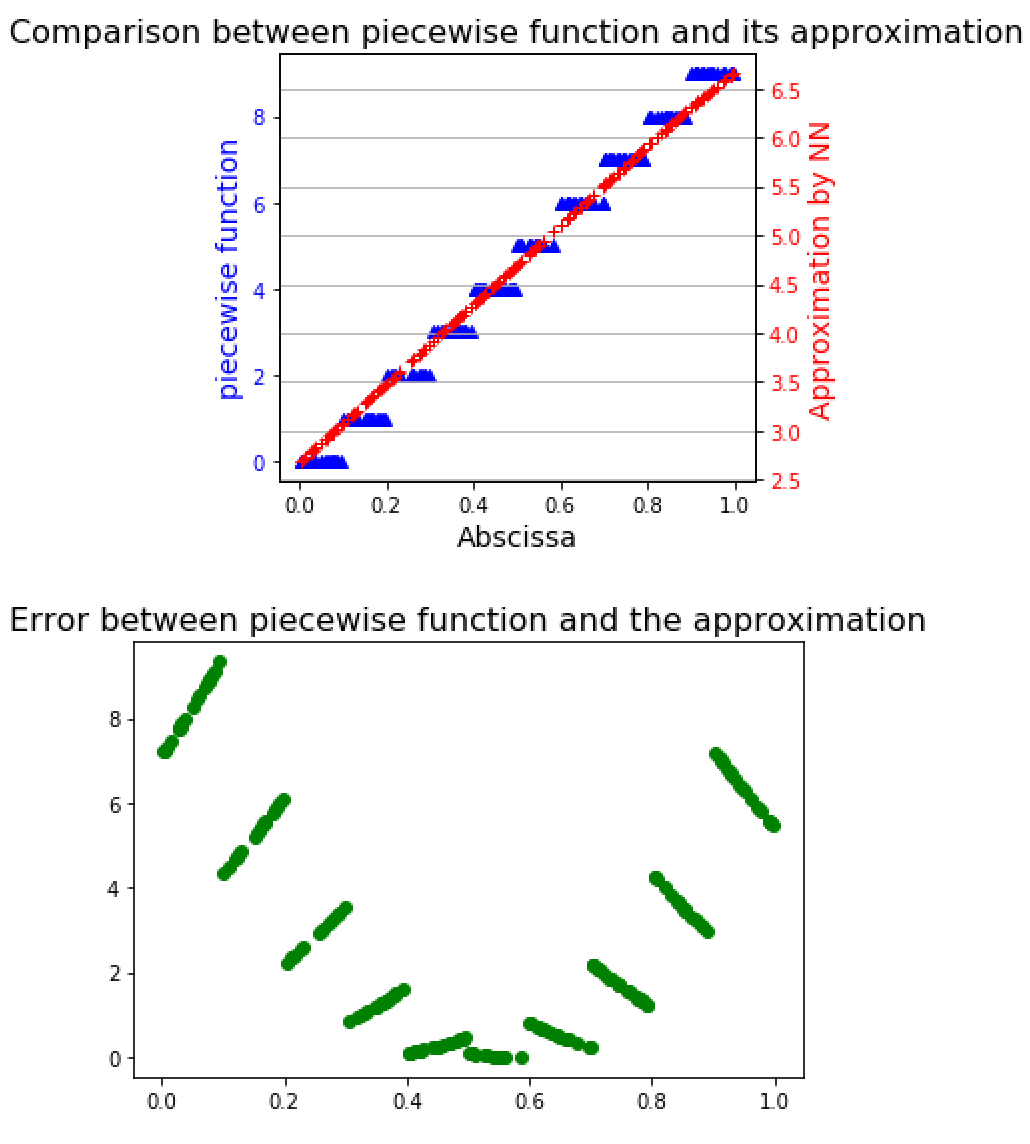 Comparison between piecewise function and its approximation
piecewise function
8
6
4
2
0
6.5
6.0
5.5
5.0
4.5
4.0
3.5
3.0
2.5
Approximation by NN
0.0 0.2 0.4 0.6 0.8 1.0
Abscissa
Error between piecewise function and the approximation
8
6
4
2
0
0.0 0.2 0.4 0.6 0.8 1.0